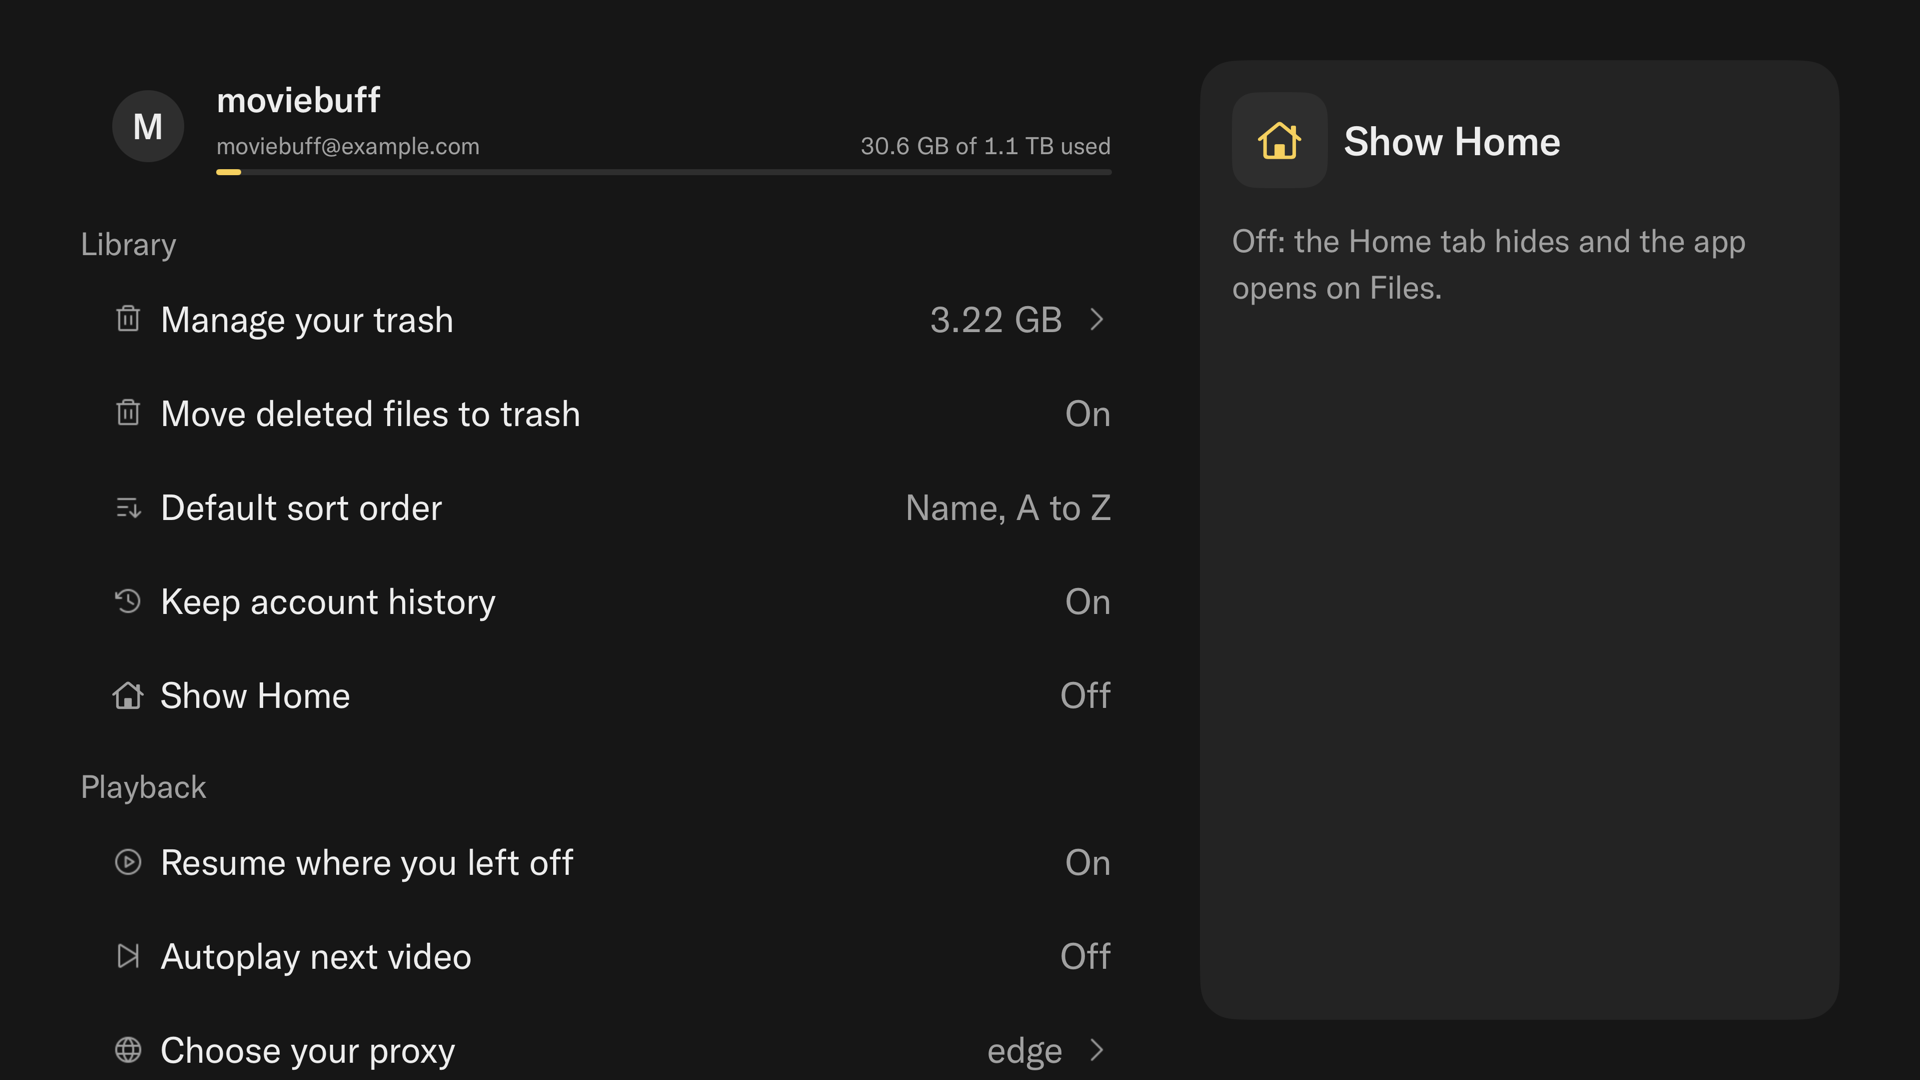 M
moviebuff
moviebuff@example.com
30.6 GB of 1.1 TB used
Library
Manage your trash
3.22 GB
Move deleted files to trash
On
Default sort order
Name, A to Z
Keep account history
On
Show Home
Off
Playback
Resume where you left off
On
Autoplay next video
Off
Choose your proxy
edge
Show Home
Off: the Home tab hides and the app
opens on Files.